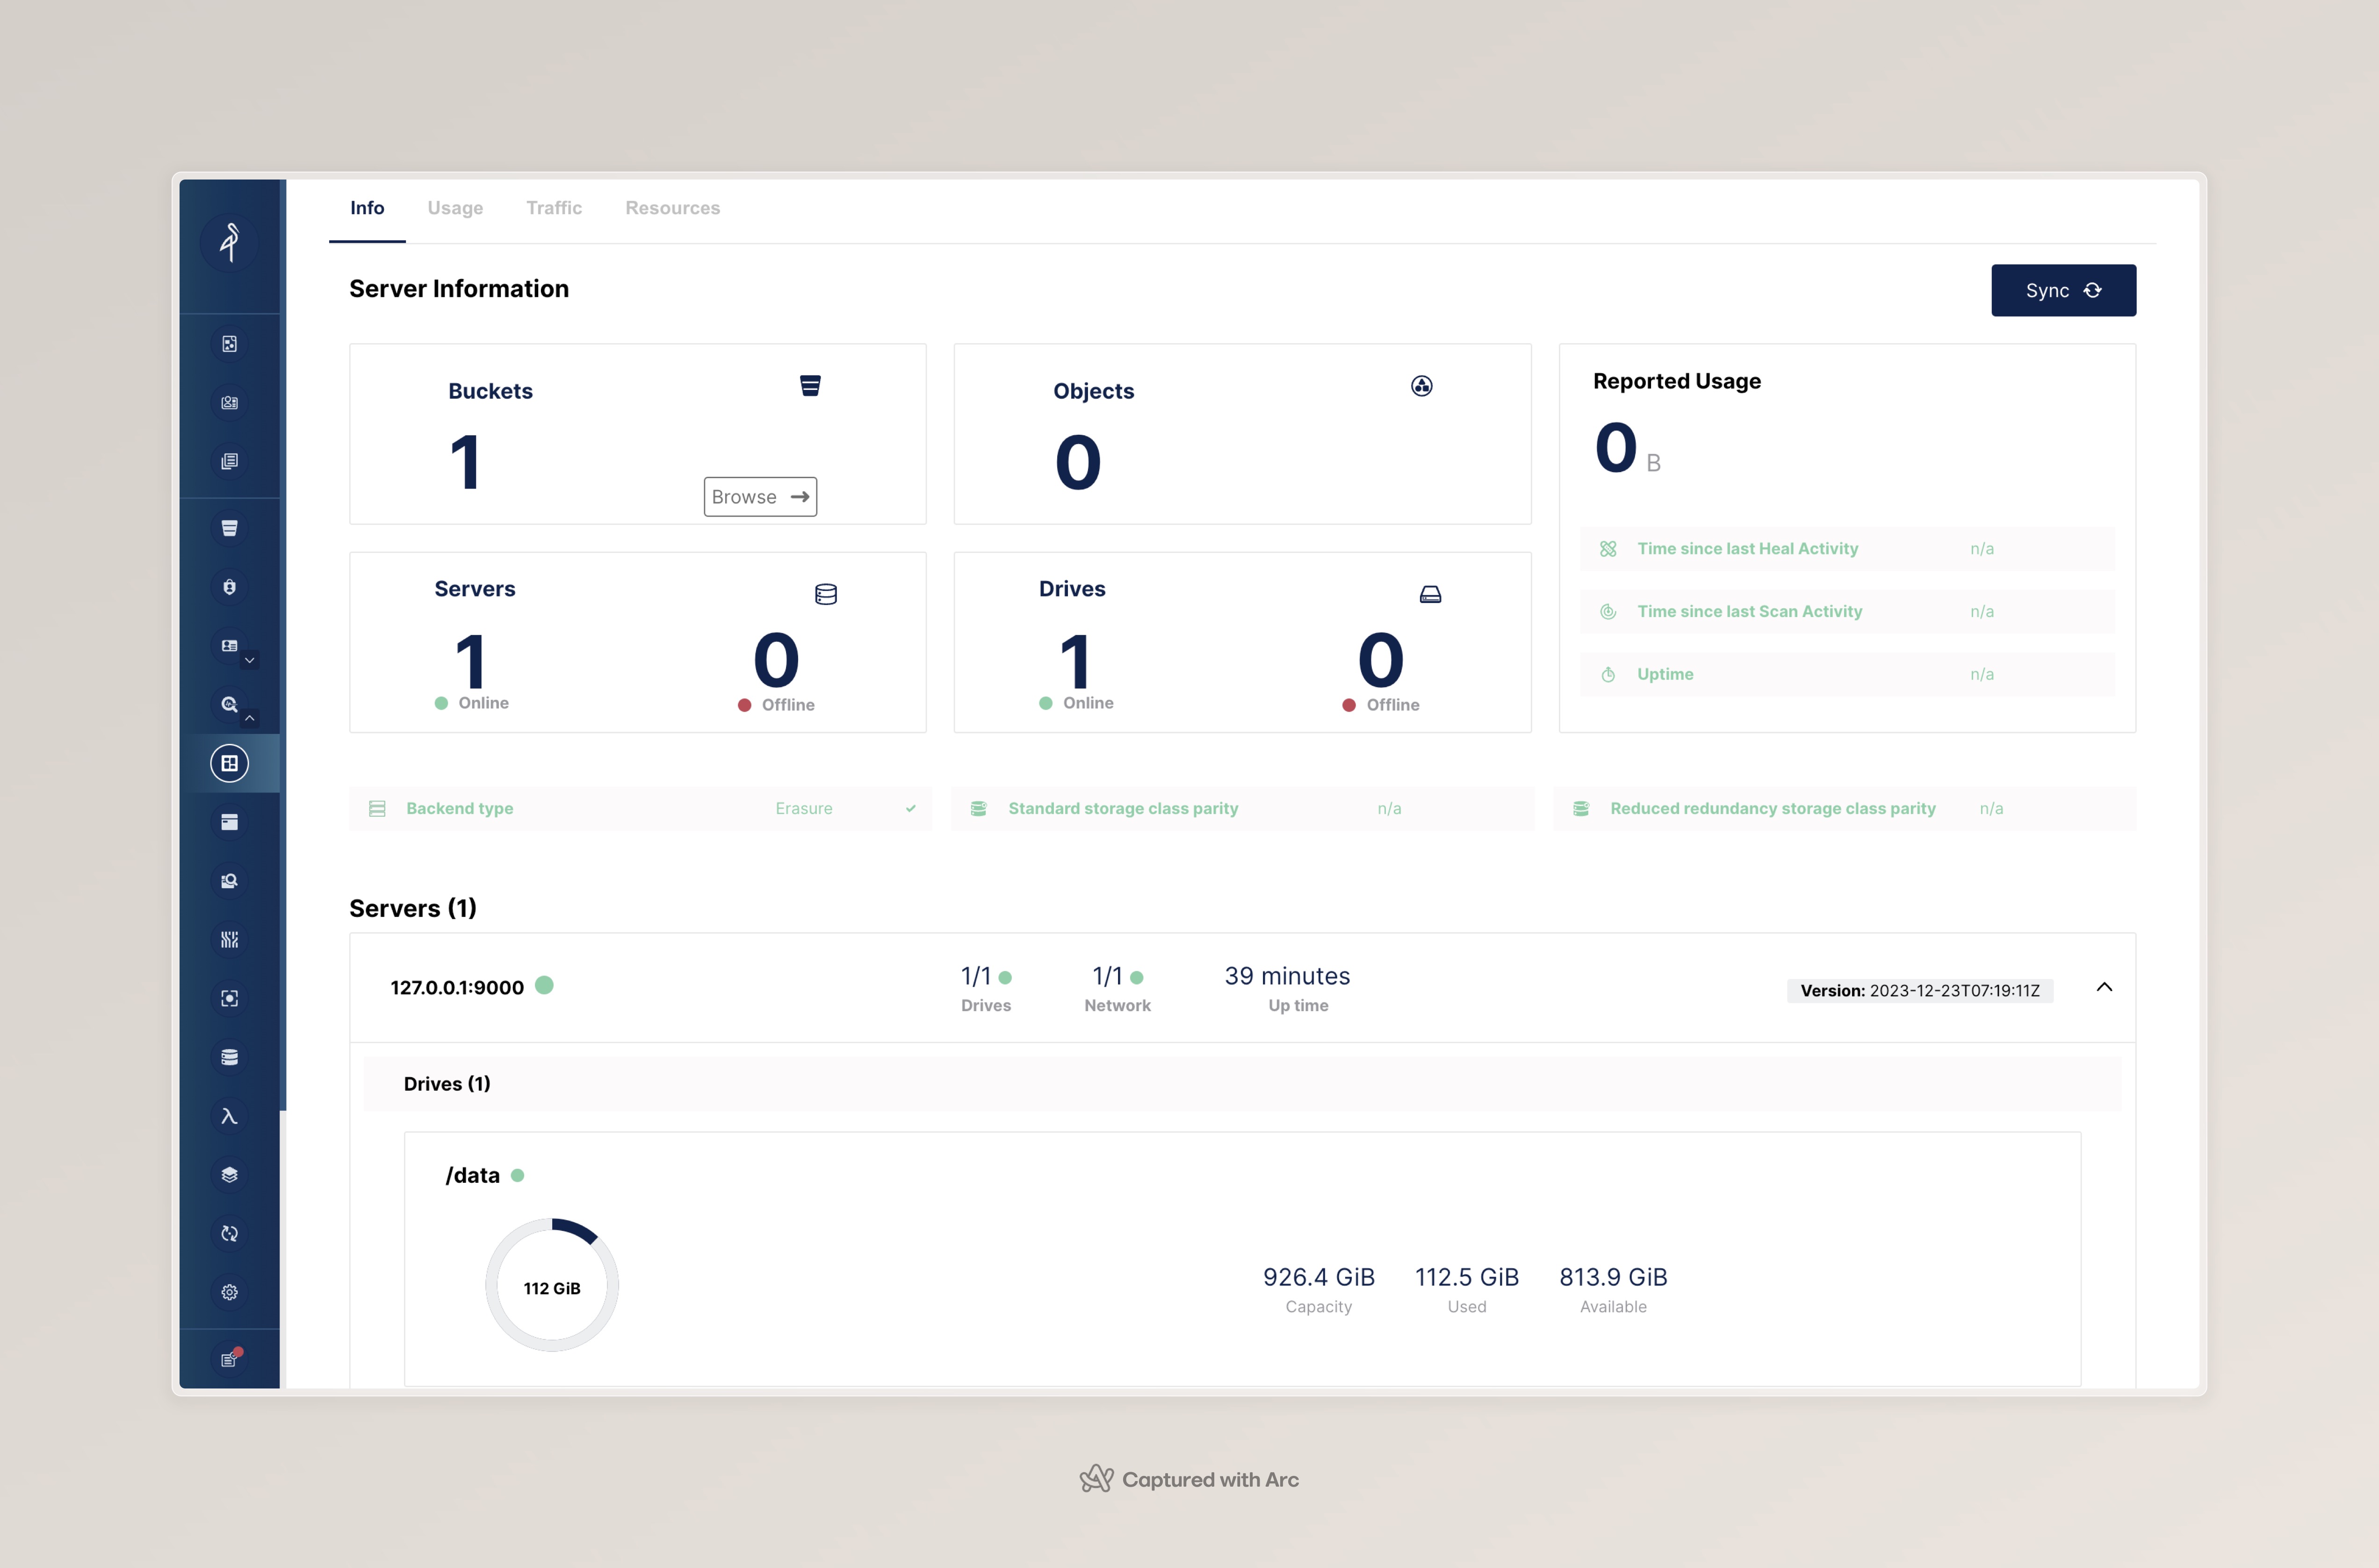 Info Usage Traffic Resources
Server Information
Sync
Buckets
1
Browse
Objects
0
Reported Usage
0 B
Time since last Heal Activity n/a
Time since last Scan Activity n/a
Uptime n/a
Servers
1 0
Online Offline
Drives
1 0
Online Offline
Backend type Erasure
Standard storage class parity n/a
Reduced redundancy storage class parity n/a
Servers (1)
127.0.0.1:9000
1/1 1/1 39 minutes
Drives Network Up time
Version: 2023-12-23T07:19:11Z
Drives (1)
/data
112 GiB
926.4 GiB 112.5 GiB 813.9 GiB
Capacity Used Available
Captured with Arc